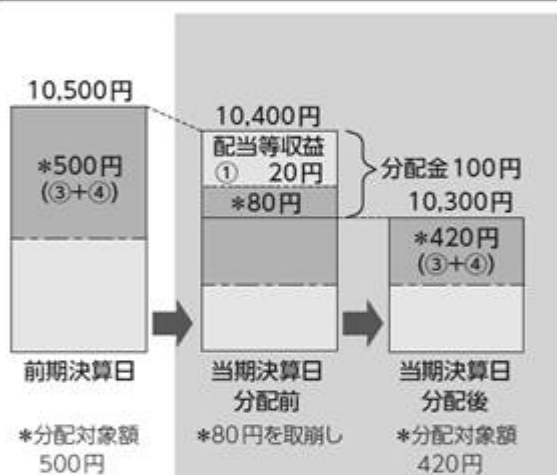 10,500円
*500円
(③+④)
前期決算日
*分配対象額
500円
10,400円
配当等収益
① 20円
*80円
分配金100円
当期決算日
分配前
*80円を取崩し
10,300円
*420円
(③+④)
当期決算日
分配後
*分配対象額
420円